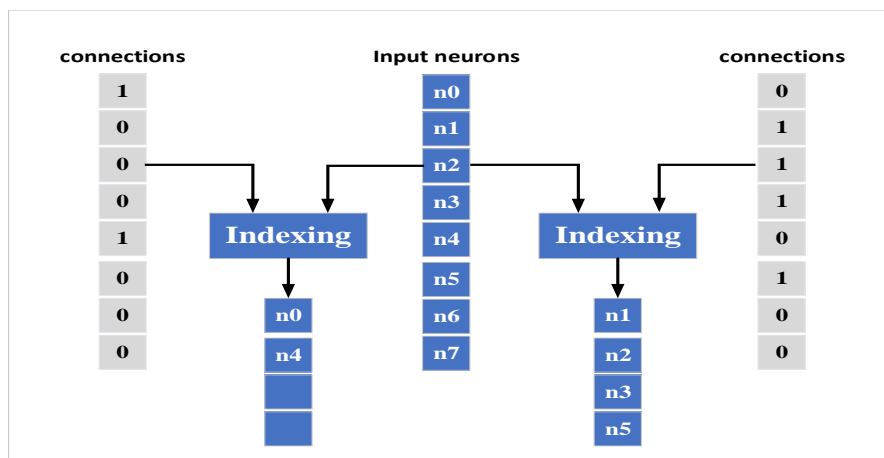 connections Input neurons connections
1 n0 0
0 n1 1
0 n2 1
0 n3 1
1 n4 0
Indexing Indexing
0 n5 1
0 n6 0
0 n7 0
n0 n1
n4 n2
n3
n5